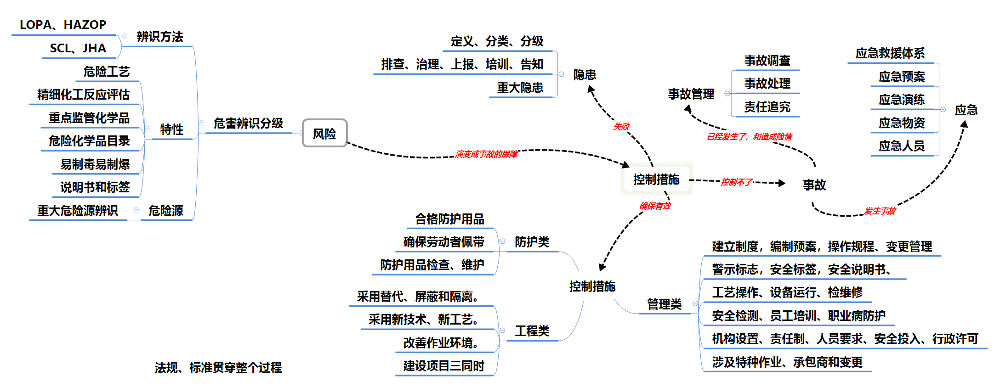 LOPA、HAZOP
SCL、JHA
辨识方法
危险工艺
精细化工反应评估
重点监管化学品
危险化学品目录
易制毒易制爆
说明书和标签
特性
重大危险源辨识
危险源
危害辨识分级
风险
演变成事故的屏障
定义、分类、分级
排查、治理、上报、培训、告知
重大隐患
隐患
失效
控制措施
控制不了
确保有效
事故调查
事故处理
责任追究
事故管理
已经发生了，和造成险情
事故
发生事故
应急救援体系
应急预案
应急演练
应急物资
应急人员
应急
合格防护用品
确保劳动者佩带
防护用品检查、维护
防护类
采用替代、屏蔽和隔离。
采用新技术、新工艺。
改善作业环境。
建设项目三同时
工程类
控制措施
管理类
建立制度，编制预案，操作规程、变更管理
警示标志，安全标签，安全说明书、
工艺操作、设备运行、检维修
安全检测、员工培训、职业病防护
机构设置、责任制、人员要求、安全投入、行政许可
涉及特种作业、承包商和变更
法规、标准贯穿整个过程